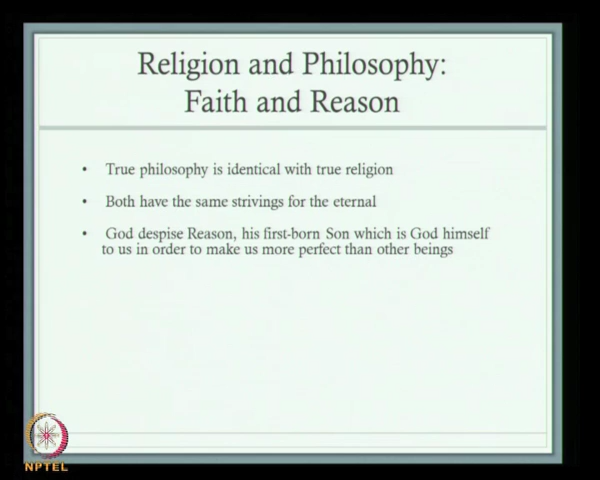 Religion and Philosophy:
Faith and Reason
• True philosophy is identical with true religion
• Both have the same strivings for the eternal
• God despise Reason, his first-born Son which is God himself
to us in order to make us more perfect than other beings
NPTEL